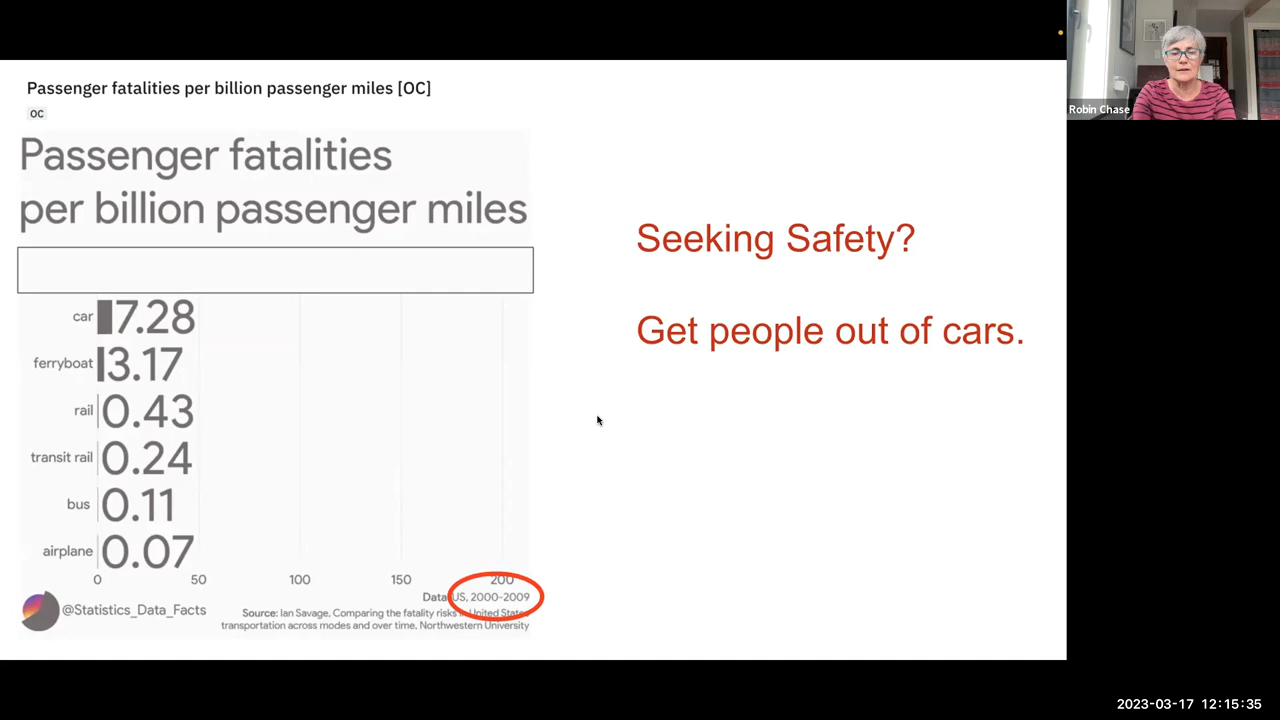 Passenger fatalities per billion passenger miles [OC]
OC
Passenger fatalities
per billion passenger miles
car 7.28
ferryboat 3.17
rail 0.43
transit rail 0.24
bus 0.11
airplane 0.07
0 50 100 150 200
Data US, 2000-2009
@Statistics_Data_Facts
Source: Ian Savage, Comparing the fatality risks in United States
transportation across modes and over time, Northwestern University
Seeking Safety?
Get people out of cars.
Robin Chase
2023-03-17 12:15:35